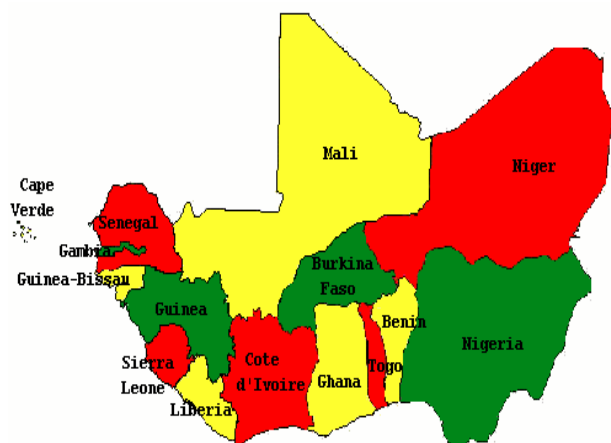 Mali
Niger
Cape
Verde
Senegal
Gambia
Guinea-Bissau
Burkina
Faso
Guinea
Benin
Nigeria
Sierra
Leone
Cote
d'Ivoire
Togo
Ghana
Liberia